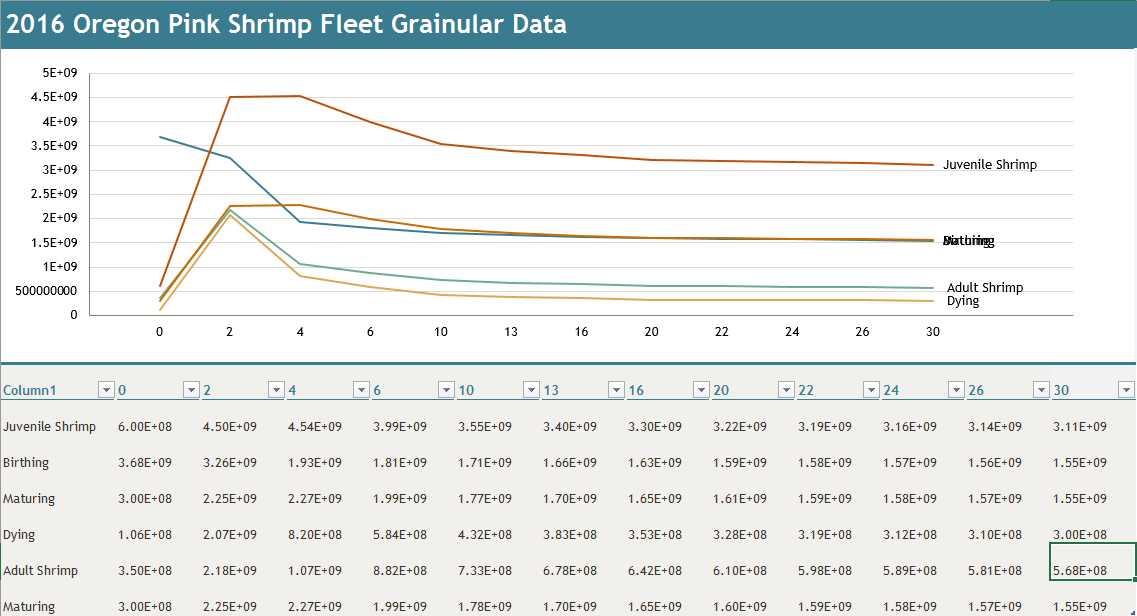 2016 Oregon Pink Shrimp Fleet Grainular Data
5E+09
4.5E+09
4E+09
3.5E+09
3E+09
2.5E+09
2E+09
1.5E+09
1E+09
500000000
0
0 2 4 6 10 13 16 20 22 24 26 30
Juvenile Shrimp
Adult Shrimp
Dying
Column1 0 2 4 6 10 13 16 20 22 24 26 30
Juvenile Shrimp 6.00E+08 4.50E+09 4.54E+09 3.99E+09 3.55E+09 3.40E+09 3.30E+09 3.22E+09 3.19E+09 3.16E+09 3.14E+09 3.11E+09
Birthing 3.68E+09 3.26E+09 1.93E+09 1.81E+09 1.71E+09 1.66E+09 1.63E+09 1.59E+09 1.58E+09 1.57E+09 1.56E+09 1.55E+09
Maturing 3.00E+08 2.25E+09 2.27E+09 1.99E+09 1.77E+09 1.70E+09 1.65E+09 1.61E+09 1.59E+09 1.58E+09 1.57E+09 1.55E+09
Dying 1.06E+08 2.07E+09 8.20E+08 5.84E+08 4.32E+08 3.83E+08 3.53E+08 3.28E+08 3.19E+08 3.12E+08 3.10E+08 3.00E+08
Adult Shrimp 3.50E+08 2.18E+09 1.07E+09 8.82E+08 7.33E+08 6.78E+08 6.42E+08 6.10E+08 5.98E+08 5.89E+08 5.81E+08 5.68E+08
Maturing 3.00E+08 2.25E+09 2.27E+09 1.99E+09 1.78E+09 1.70E+09 1.65E+09 1.60E+09 1.59E+09 1.58E+09 1.57E+09 1.55E+09